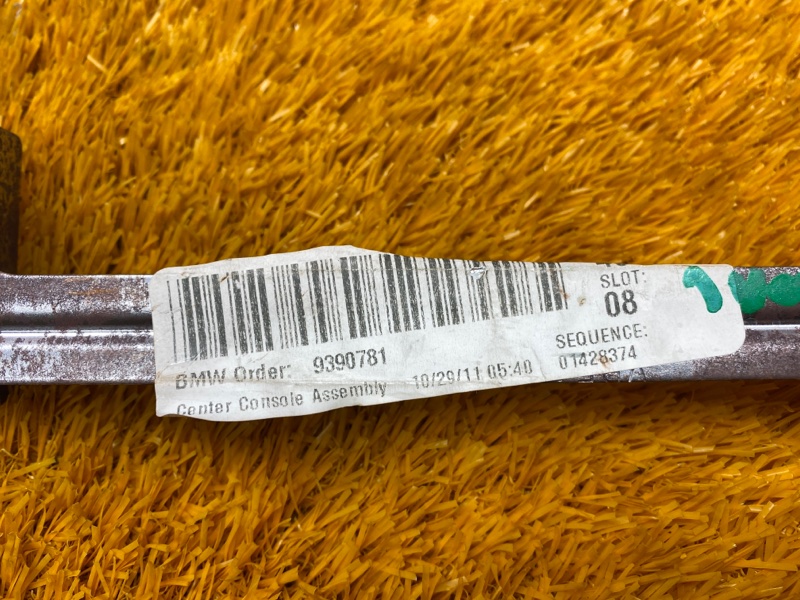 SLOT:
08
BMW Order: 9390781
SEQUENCE:
01428374
Center Console Assembly 10/29/11 05:40